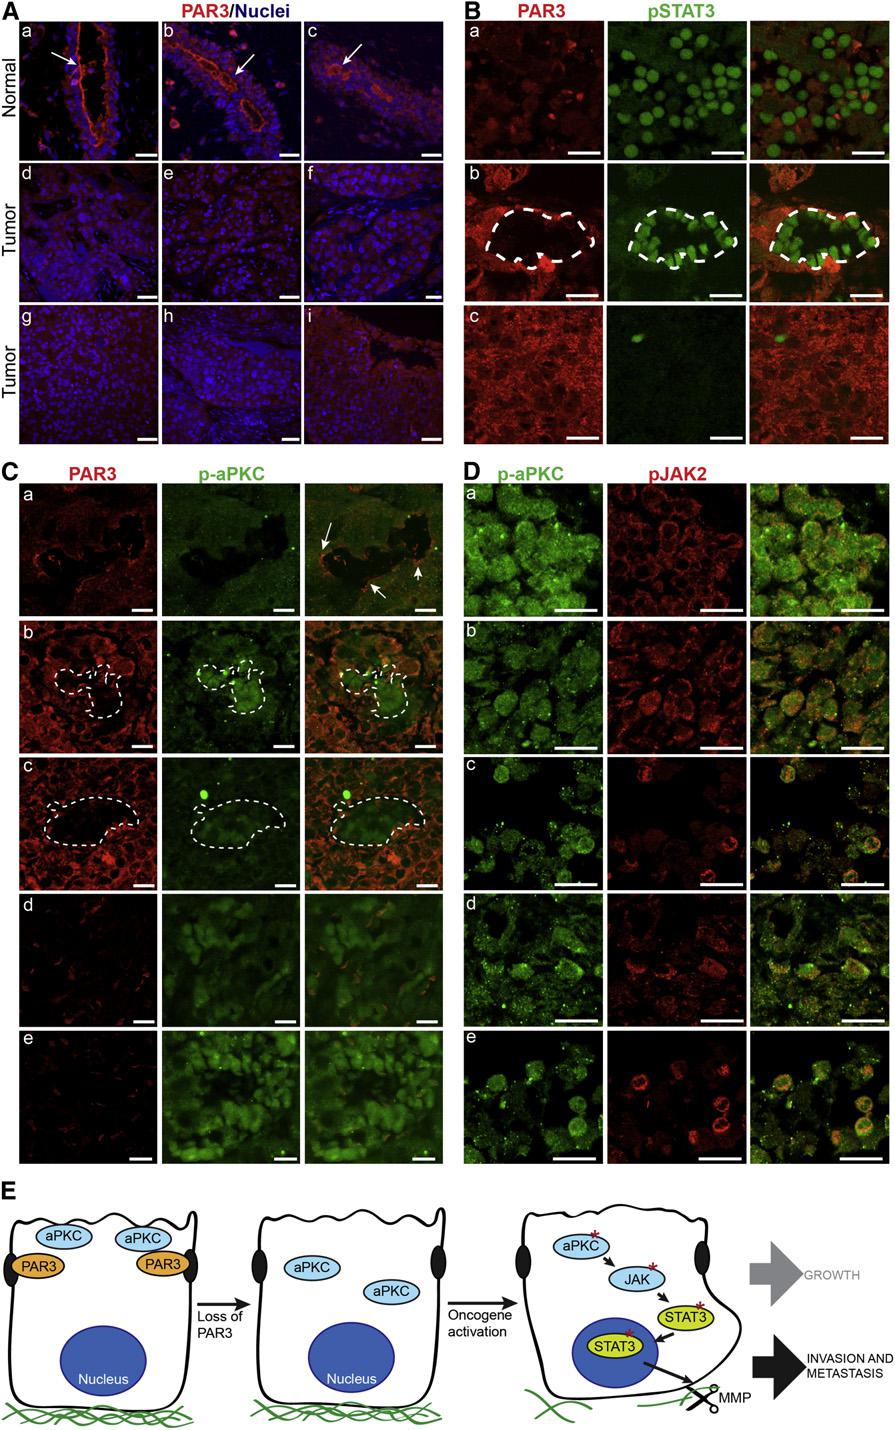 A
PAR3/Nuclei
Normal
a
b
c
Tumor
d
e
f
Tumor
g
h
i
B
PAR3
pSTAT3
a
b
c
C
PAR3
p-aPKC
a
b
c
d
e
D
p-aPKC
pJAK2
a
b
c
d
e
E
aPKC
aPKC
PAR3
PAR3
Nucleus
Loss of
PAR3
aPKC
aPKC
Nucleus
Oncogene
activation
aPKC*
JAK*
STAT3*
STAT3*
MMP
GROWTH
INVASION AND
METASTASIS